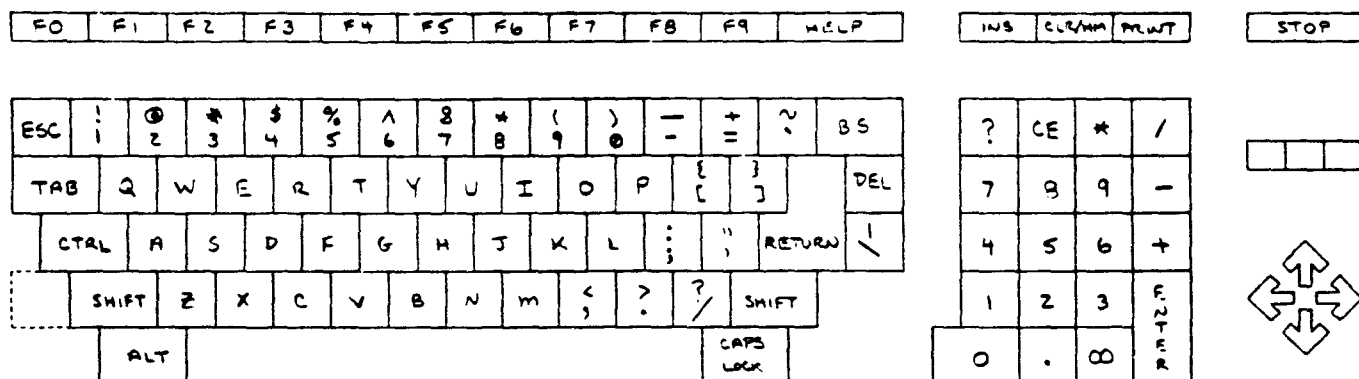 F0 F1 F2 F3 F4 F5 F6 F7 F8 F9 HELP INS CLR/HM PRINT STOP
ESC ! 1 @ 2 # 3 $ 4 % 5 ^ 6 & 7 * 8 ( 9 ) 0 — - + = ~ ` BS ? CE * /
TAB Q W E R T Y U I O P { [ } ] DEL 7 8 9 -
CTRL A S D F G H J K L : ; " ' RETURN | \ 4 5 6 +
SHIFT Z X C V B N M < , > . ? / SHIFT 1 2 3 ENTER
ALT CAPS LOCK 0 . 00